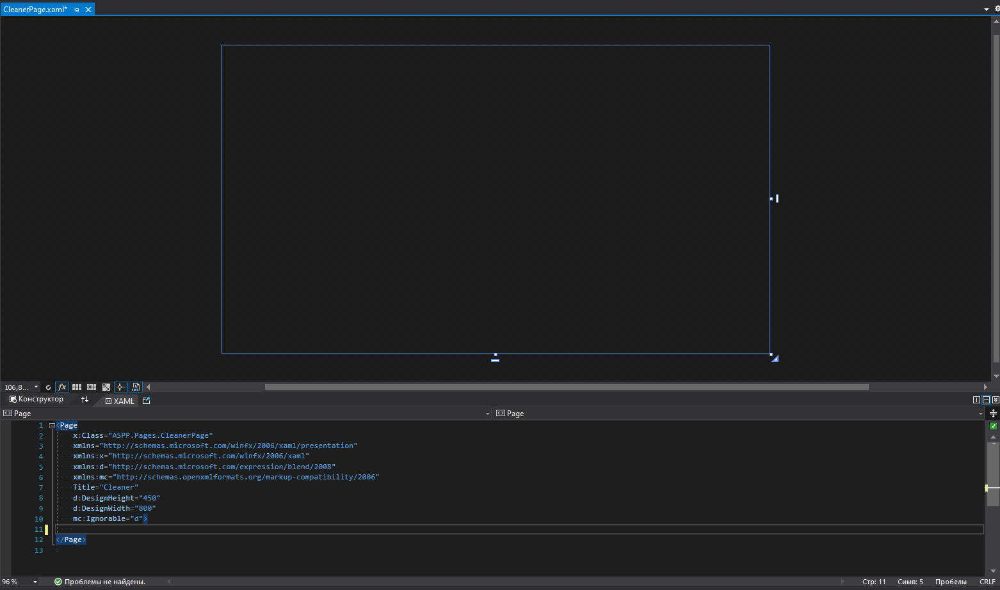 CleanerPage.xaml*
106,8...
fx
Конструктор
XAML
Page
Page
1 <Page
2 x:Class="ASPP.Pages.CleanerPage"
3 xmlns="http://schemas.microsoft.com/winfx/2006/xaml/presentation"
4 xmlns:x="http://schemas.microsoft.com/winfx/2006/xaml"
5 xmlns:d="http://schemas.microsoft.com/expression/blend/2008"
6 xmlns:mc="http://schemas.openxmlformats.org/markup-compatibility/2006"
7 Title="Cleaner"
8 d:DesignHeight="450"
9 d:DesignWidth="800"
10 mc:Ignorable="d">
11
12 </Page>
13
96 % Проблемы не найдены. Стр: 11 Симв: 5 Пробелы CRLF